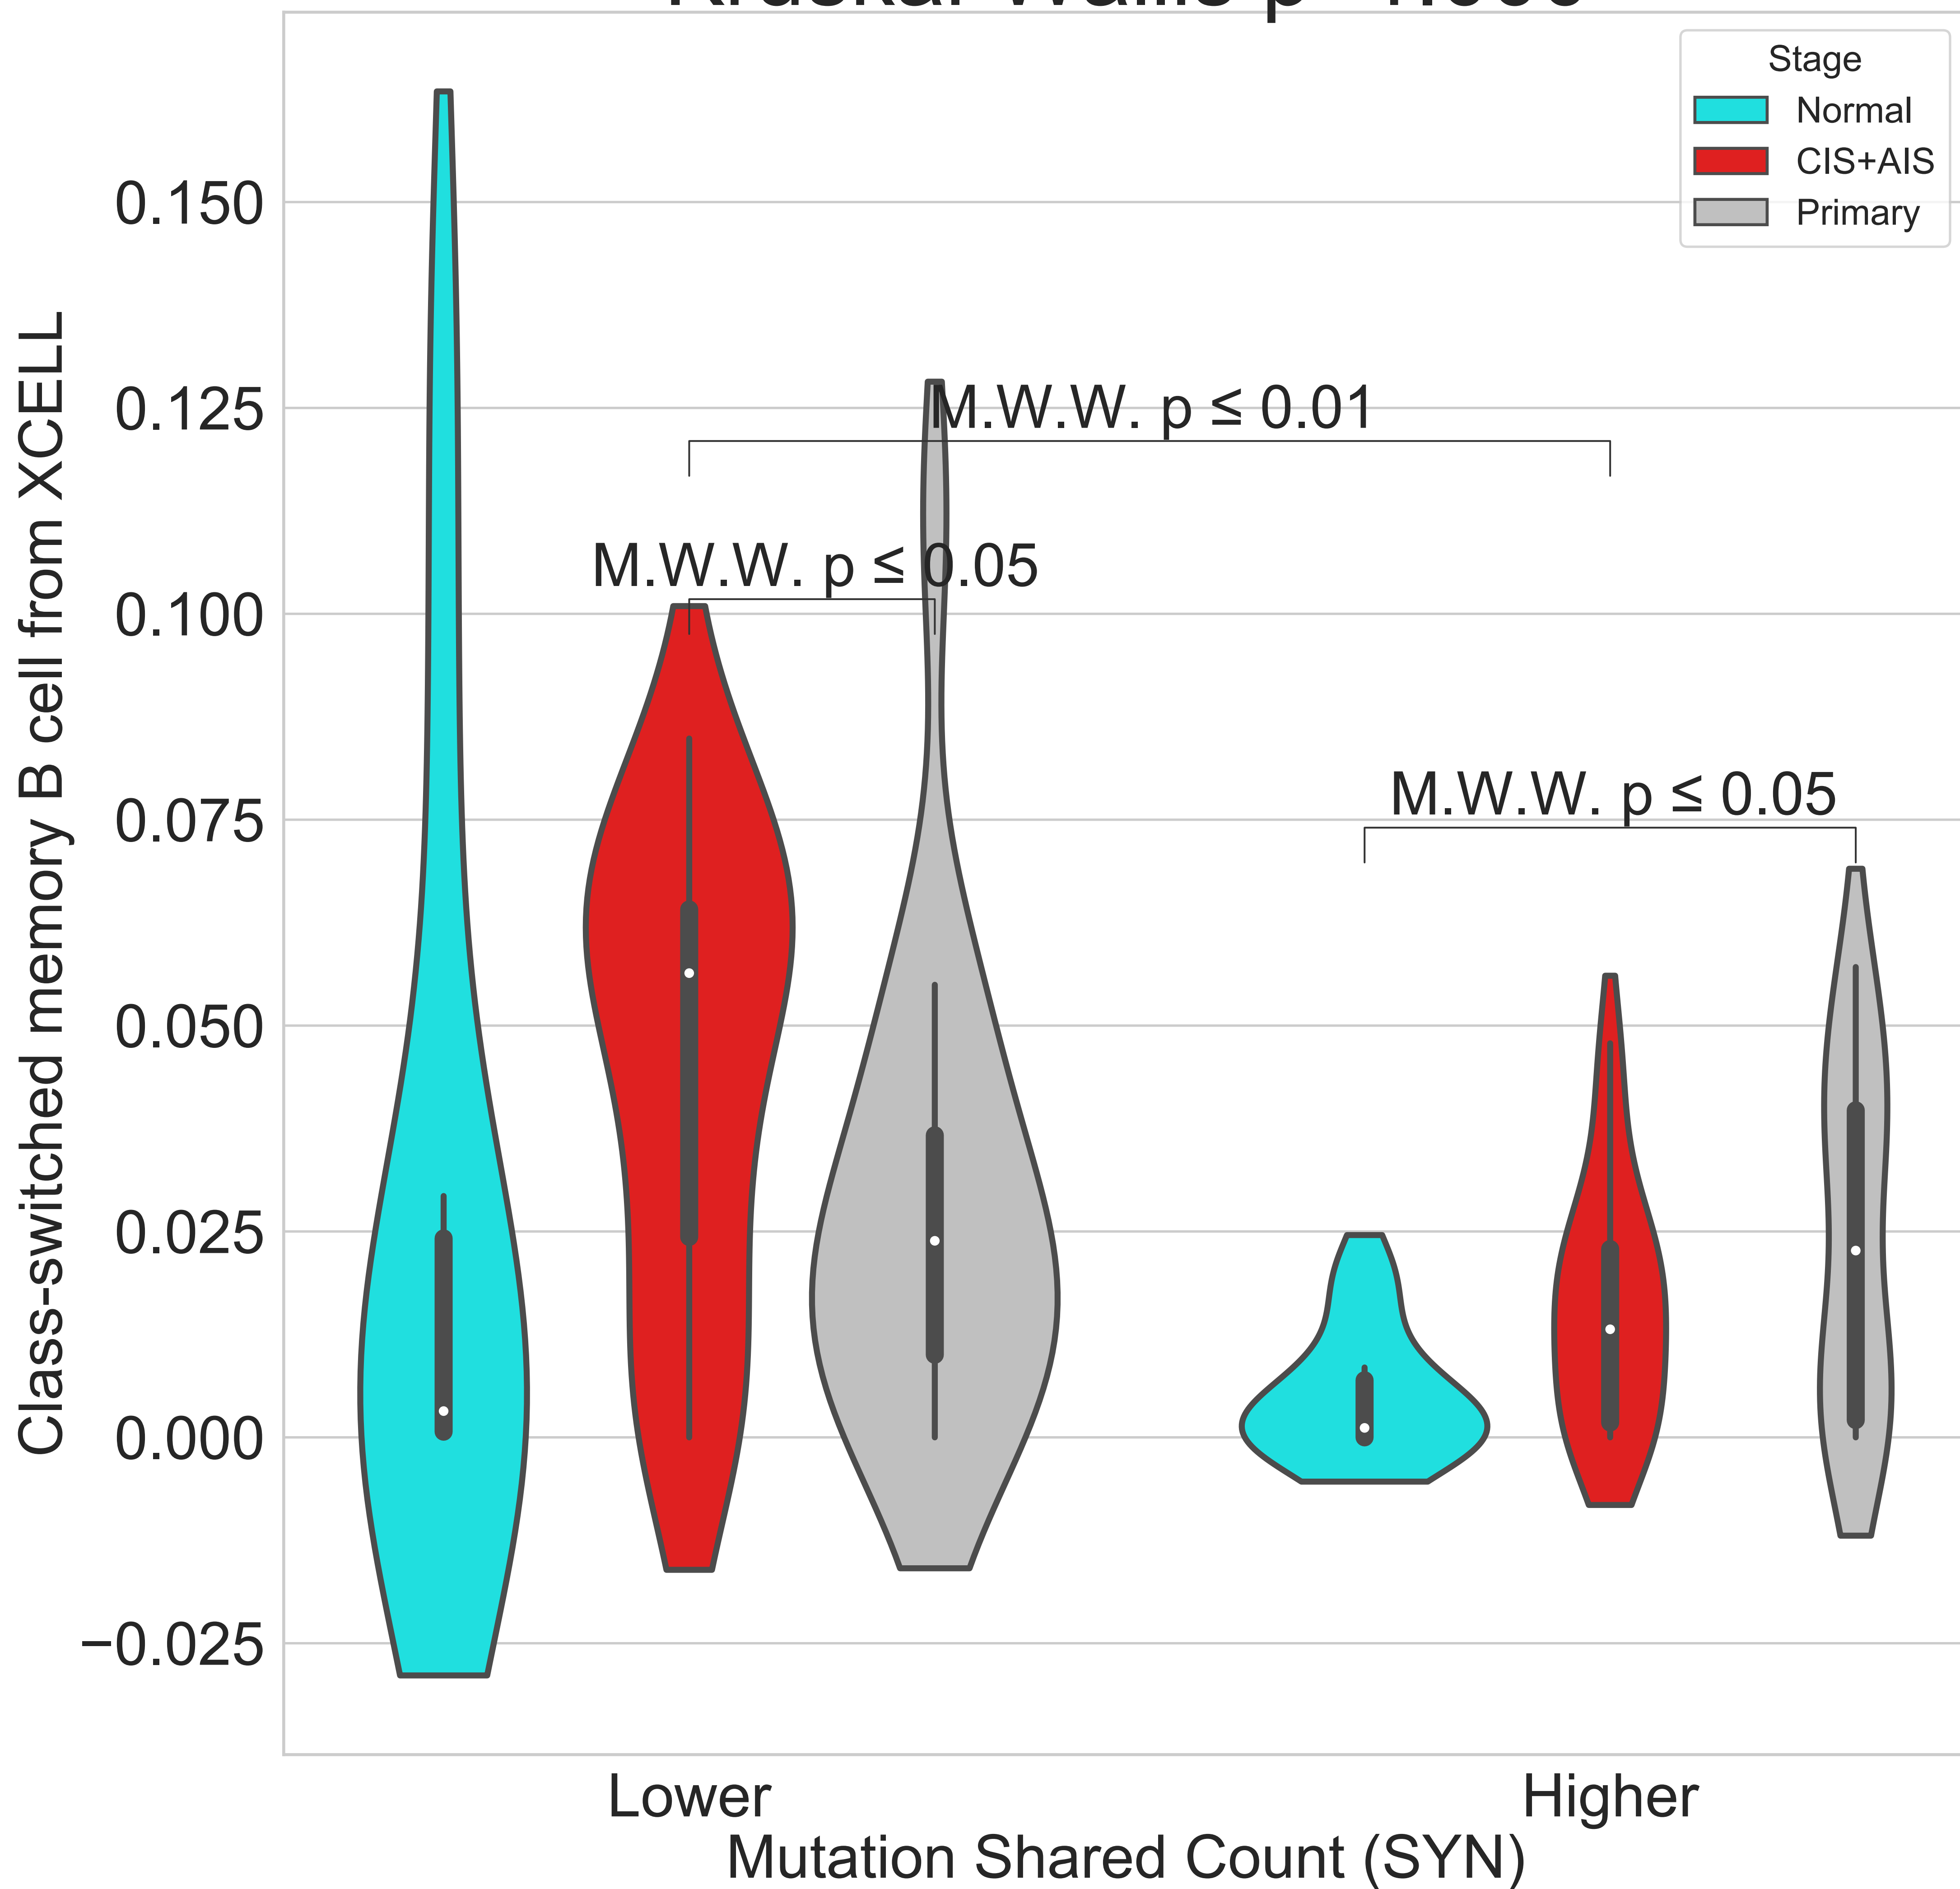 Stage
Normal
CIS+AIS
Primary
0.150
0.125
0.100
0.075
0.050
0.025
0.000
−0.025
Class-switched memory B cell from XCELL
M.W.W. p ≤ 0.01
M.W.W. p ≤ 0.05
M.W.W. p ≤ 0.05
Lower
Higher
Mutation Shared Count (SYN)